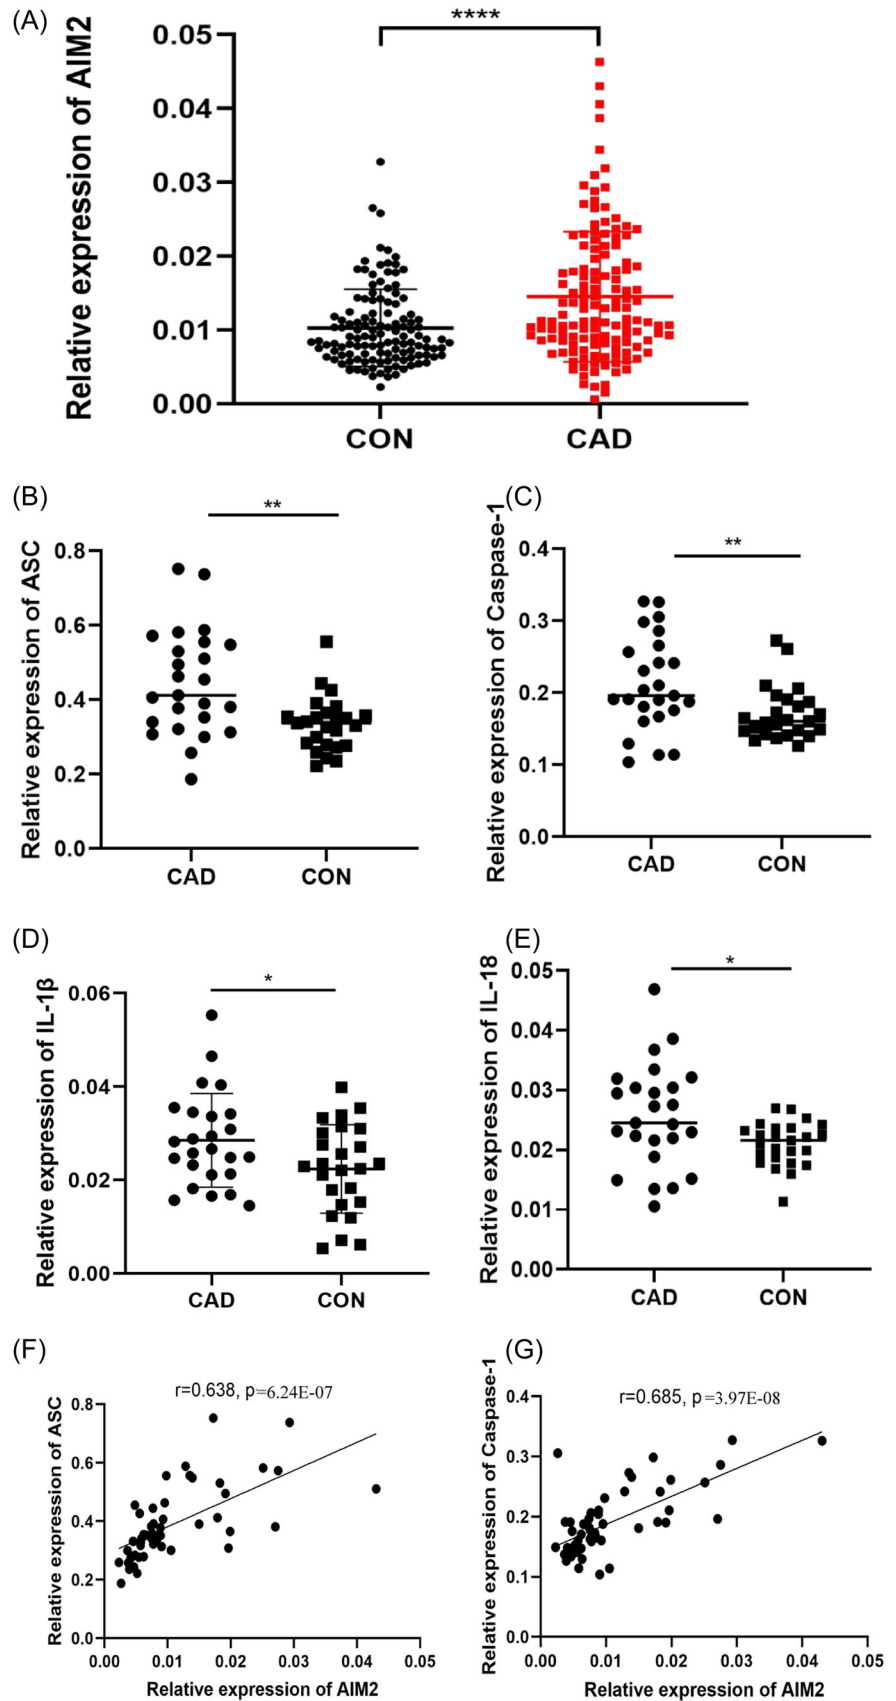 (A)
Relative expression of AIM2
0.05
0.04
0.03
0.02
0.01
0.00
****
CON
CAD
(B)
Relative expression of ASC
0.8
0.6
0.4
0.2
0.0
**
CAD
CON
(C)
Relative expression of Caspase-1
0.4
0.3
0.2
0.1
0.0
**
CAD
CON
(D)
Relative expression of IL-1β
0.06
0.04
0.02
0.00
*
CAD
CON
(E)
Relative expression of IL-18
0.05
0.04
0.03
0.02
0.01
0.00
*
CAD
CON
(F)
r=0.638, p=6.24E-07
Relative expression of ASC
0.8
0.6
0.4
0.2
0.0
0.00 0.01 0.02 0.03 0.04 0.05
Relative expression of AIM2
(G)
r=0.685, p=3.97E-08
Relative expression of Caspase-1
0.4
0.3
0.2
0.1
0.0
0.00 0.01 0.02 0.03 0.04 0.05
Relative expression of AIM2